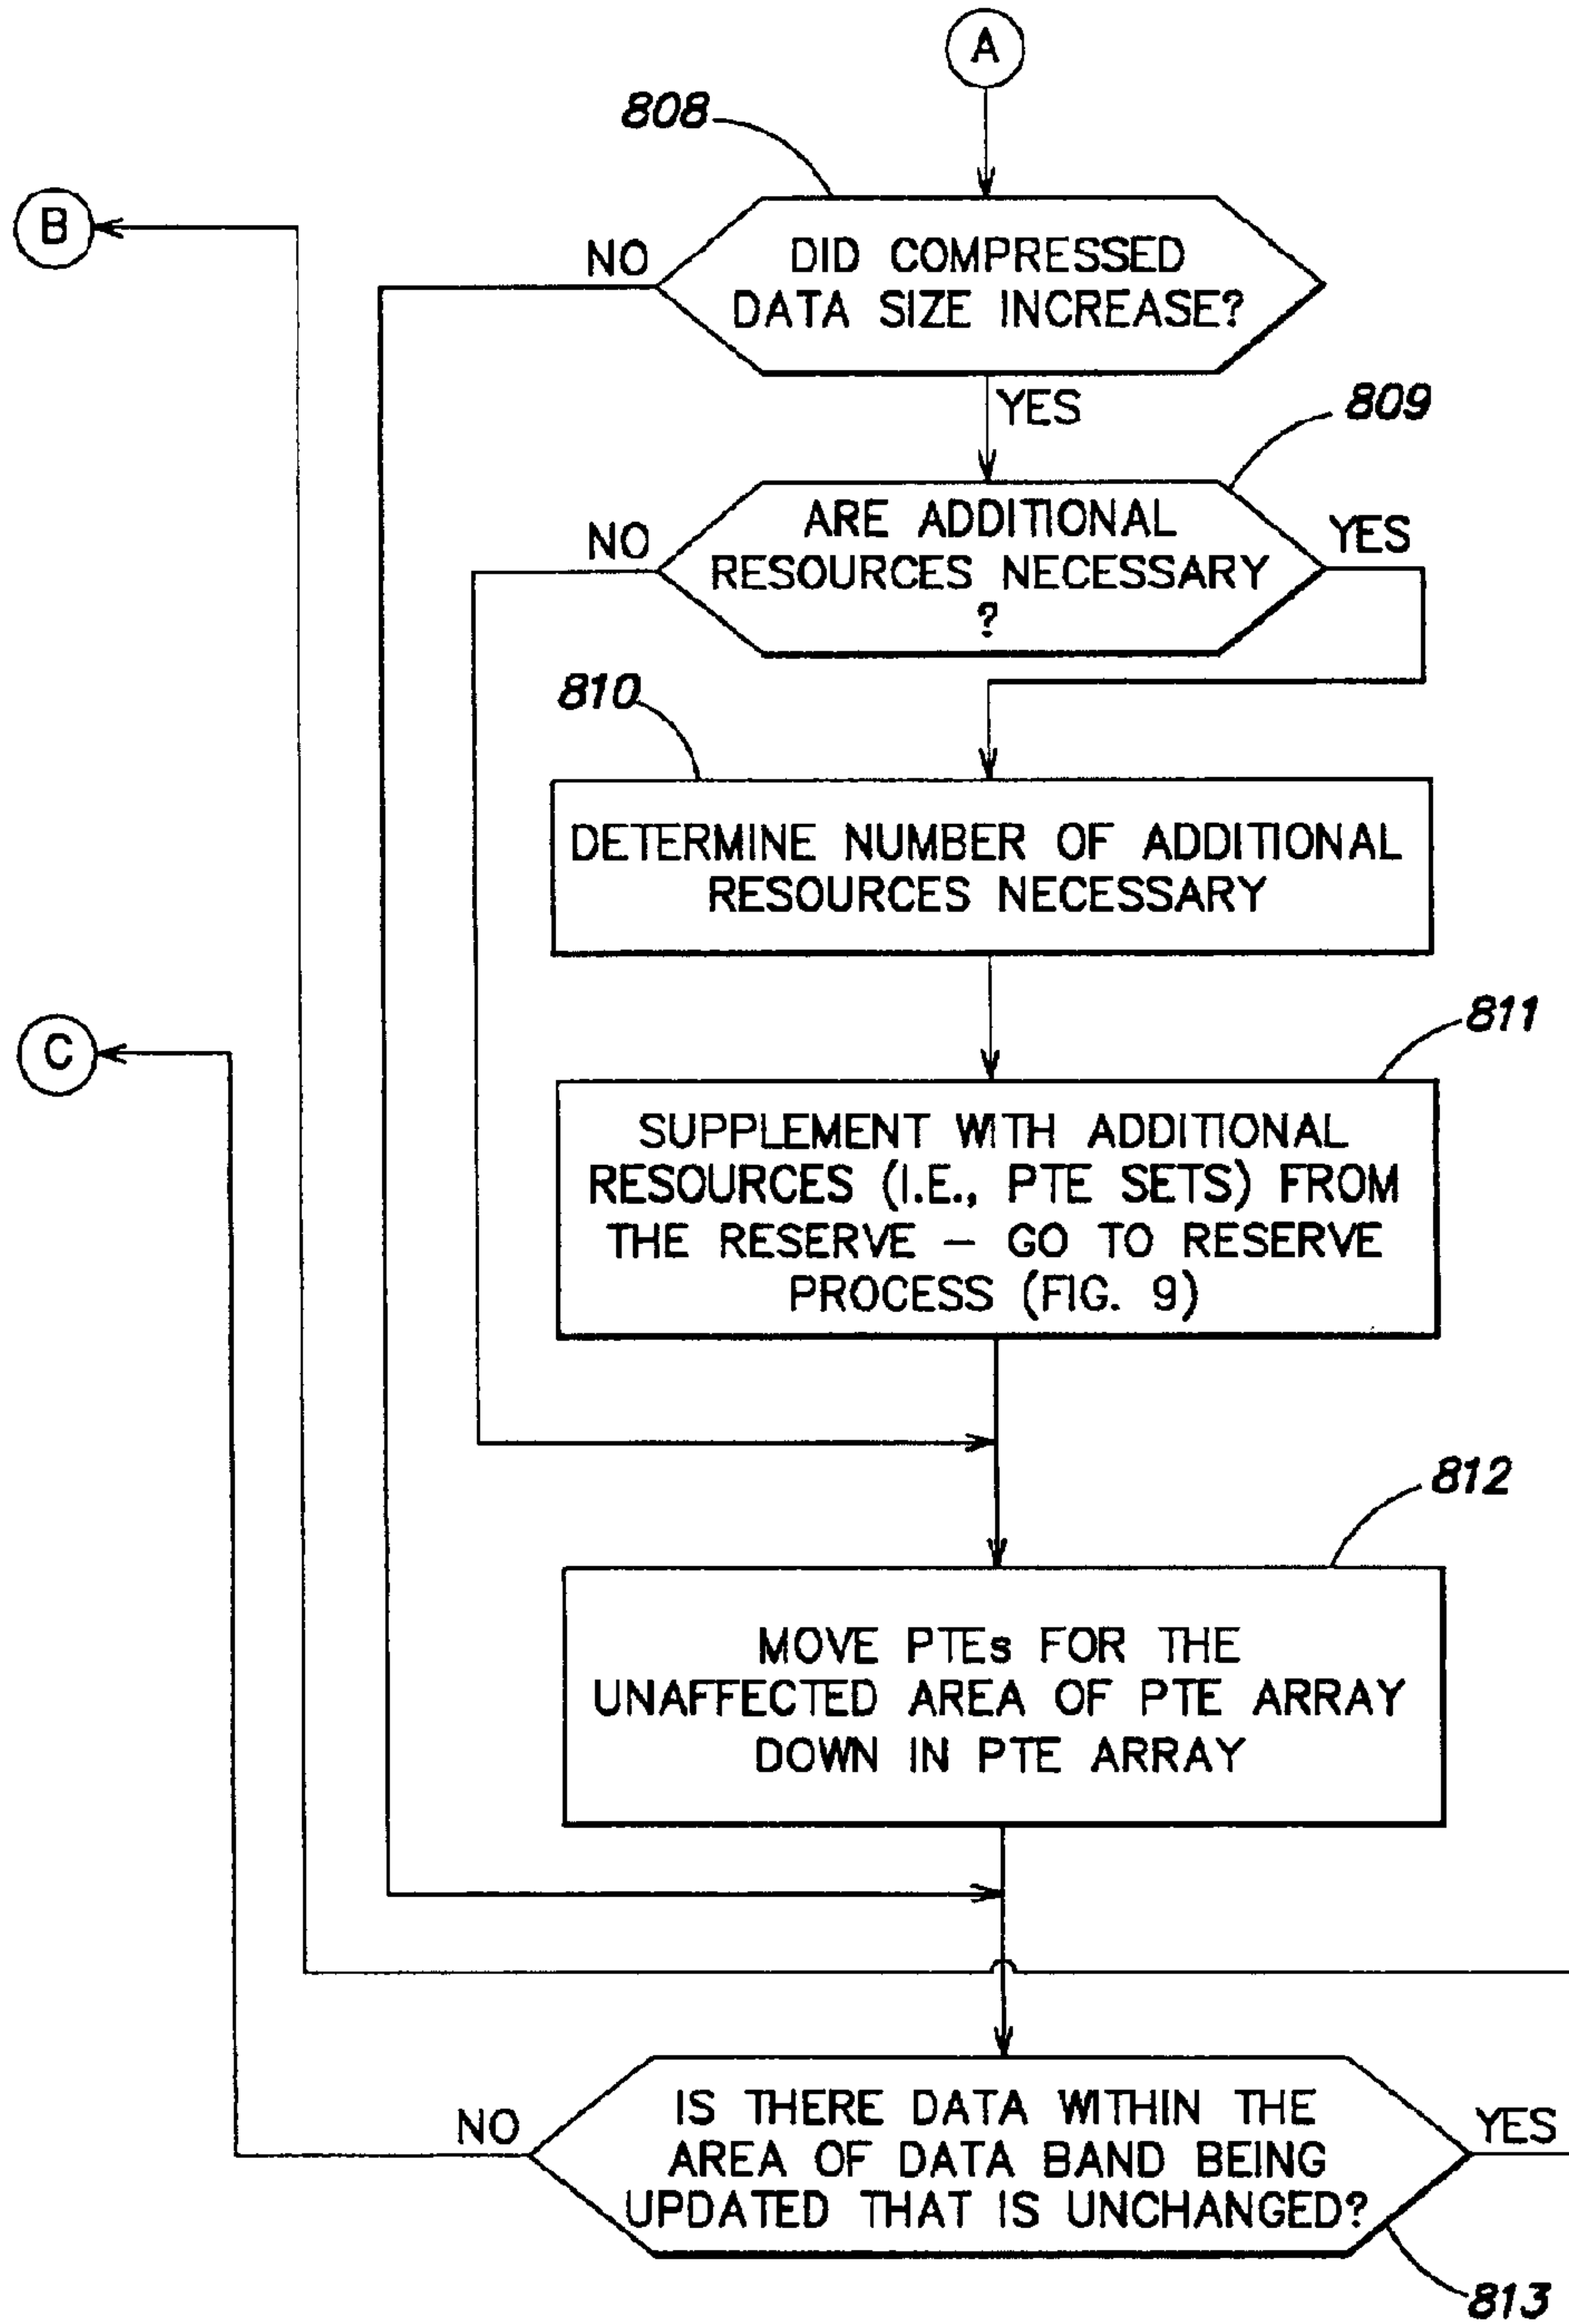 A
808
B
NO
DID COMPRESSED
DATA SIZE INCREASE?
YES
809
NO
ARE ADDITIONAL
RESOURCES NECESSARY
?
YES
810
DETERMINE NUMBER OF ADDITIONAL
RESOURCES NECESSARY
811
C
SUPPLEMENT WITH ADDITIONAL
RESOURCES (I.E., PTE SETS) FROM
THE RESERVE – GO TO RESERVE
PROCESS (FIG. 9)
812
MOVE PTEs FOR THE
UNAFFECTED AREA OF PTE ARRAY
DOWN IN PTE ARRAY
NO
IS THERE DATA WITHIN THE
AREA OF DATA BAND BEING
UPDATED THAT IS UNCHANGED?
YES
813